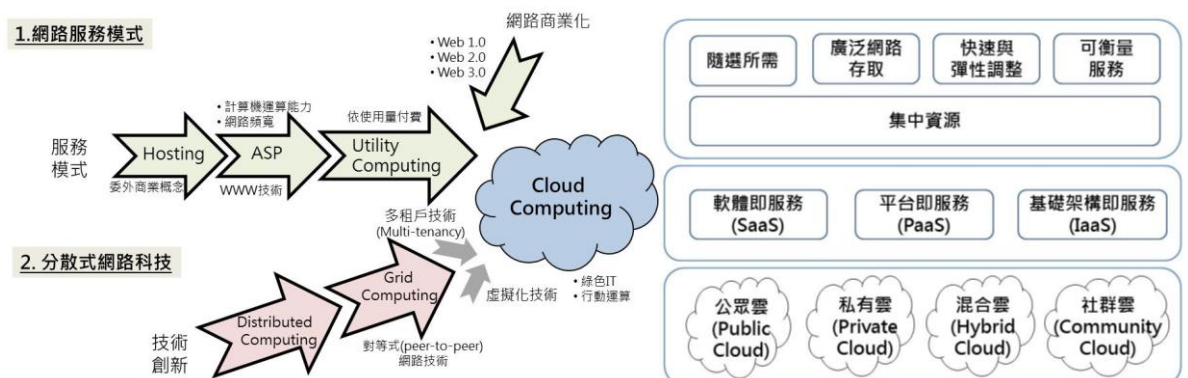 1.網路服務模式
網路商業化
• Web 1.0
• Web 2.0
• Web 3.0
• 計算機運算能力
• 網路頻寬
依使用量付費
服務
模式
Hosting
ASP
Utility
Computing
委外商業概念
WWW技術
Cloud
Computing
多租戶技術
(Multi-tenancy)
2. 分散式網路科技
Grid
Computing
虛擬化技術
• 綠色IT
• 行動運算
Distributed
Computing
對等式(peer-to-peer)
網路技術
技術
創新
隨選所需
廣泛網路
存取
快速與
彈性調整
可衡量
服務
集中資源
軟體即服務
(SaaS)
平台即服務
(PaaS)
基礎架構即服務
(IaaS)
公眾雲
(Public
Cloud)
私有雲
(Private
Cloud)
混合雲
(Hybrid
Cloud)
社群雲
(Community
Cloud)